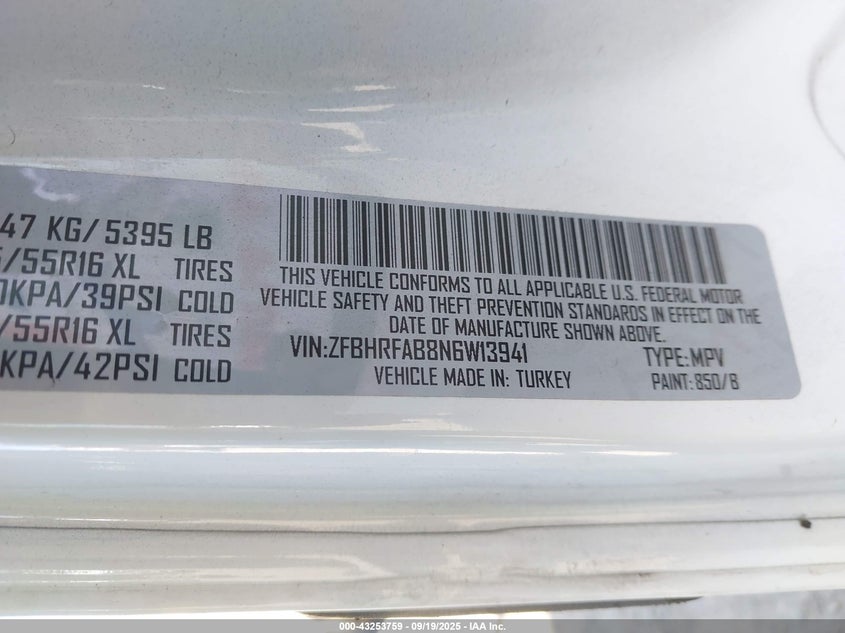 47 KG/ 5395 LB
/55R16 XL TIRES
KPA/39PSI COLD
/55R16 XL TIRES
KPA/42PSI COLD
THIS VEHICLE CONFORMS TO ALL APPLICABLE U.S. FEDERAL MOTOR
VEHICLE SAFETY AND THEFT PREVENTION STANDARDS IN EFFECT ON THE
DATE OF MANUFACTURE SHOWN ABOVE.
VIN:ZFBHRFAB8N6W13941 TYPE:MPV
VEHICLE MADE IN: TURKEY PAINT: 850/B
000-43253759 - 09/19/2025 - IAA Inc.